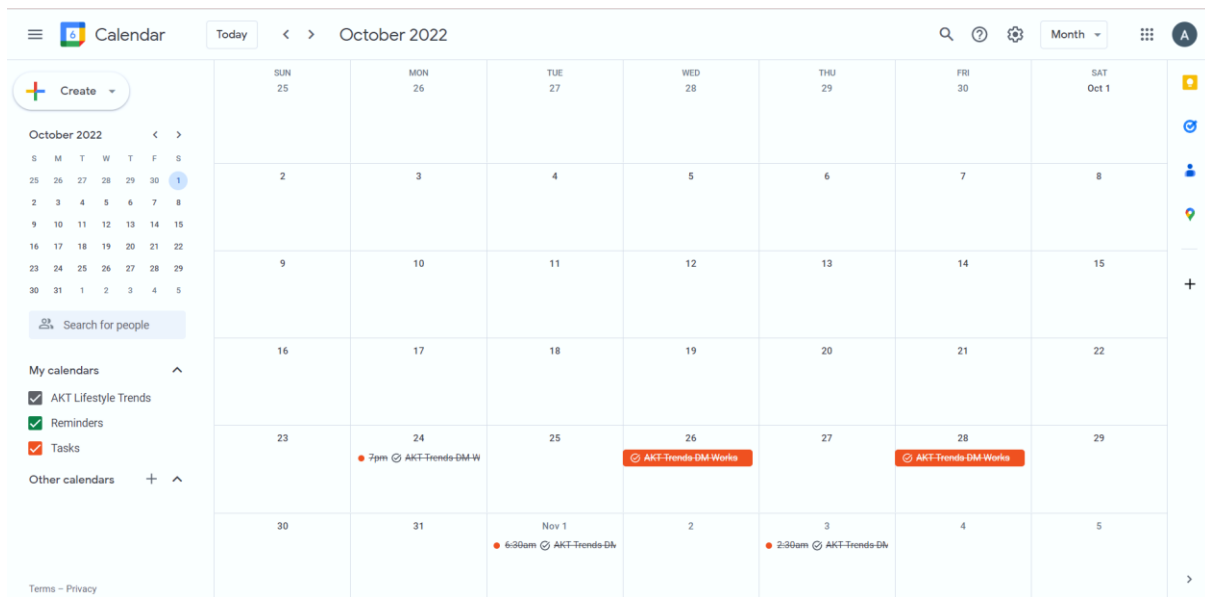 6 Calendar Today October 2022 Month A
Create
October 2022
S M T W T F S
25 26 27 28 29 30 1
2 3 4 5 6 7 8
9 10 11 12 13 14 15
16 17 18 19 20 21 22
23 24 25 26 27 28 29
30 31 1 2 3 4 5
Search for people
My calendars
AKT Lifestyle Trends
Reminders
Tasks
Other calendars
Terms – Privacy
SUN MON TUE WED THU FRI SAT
25 26 27 28 29 30 Oct 1
2 3 4 5 6 7 8
9 10 11 12 13 14 15
16 17 18 19 20 21 22
23 24 25 26 27 28 29
7pm AKT Trends DM W AKT Trends DM Works AKT Trends DM Works
30 31 Nov 1 2 3 4 5
6:30am AKT Trends DM 2:30am AKT Trends DM